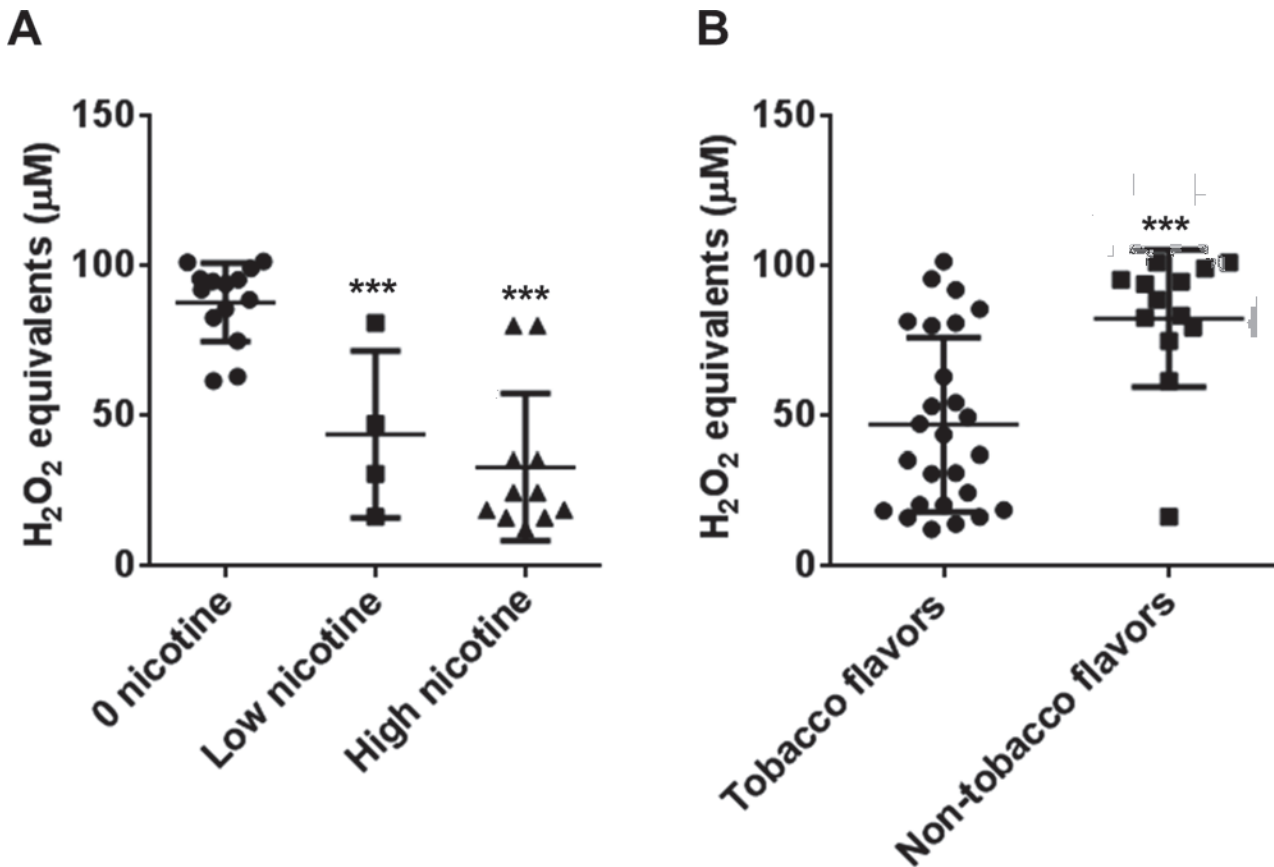 A
B
150
100
50
0
H₂O₂ equivalents (μM)
***
***
0 nicotine
Low nicotine
High nicotine
150
100
50
0
H₂O₂ equivalents (μM)
***
Tobacco flavors
Non-tobacco flavors